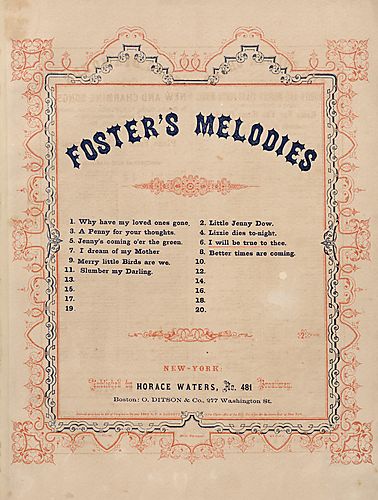 FOSTER'S MELODIES
1. Why have my loved ones gone.
2. Little Jenny Dow.
3. A Penny for your thoughts.
4. Lizzie dies to-night.
5. Jenny's coming o'er the green.
6. I will be true to thee.
7. I dream of my Mother
8. Better times are coming.
9. Merry little Birds are we.
10.
11. Slumber my Darling.
12.
13.
14.
15.
16.
17.
18.
19.
20.
NEW-YORK:
Published by HORACE WATERS, No. 481 Broadway.
Boston: O. DITSON & Co., 277 Washington St.